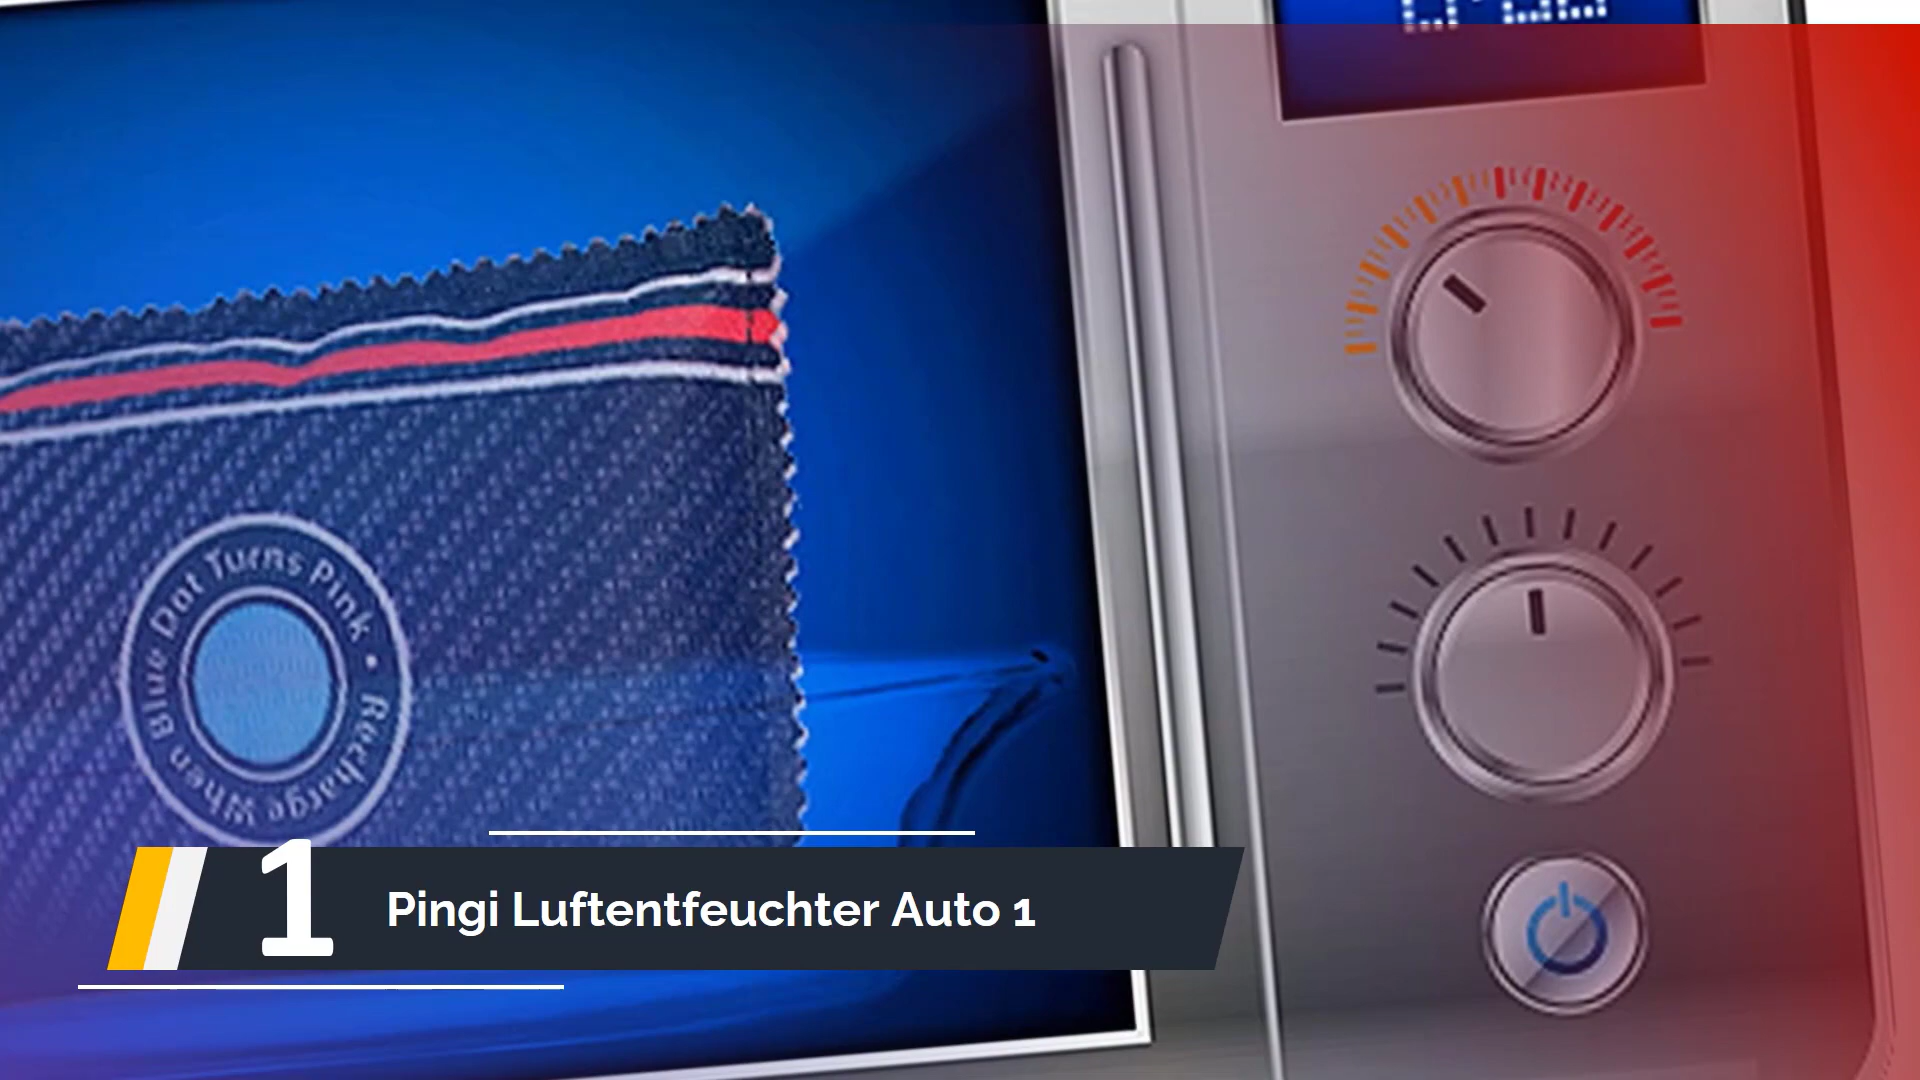 Recharge When Blue Dot Turns Pink •
1
Pingi Luftentfeuchter Auto 1